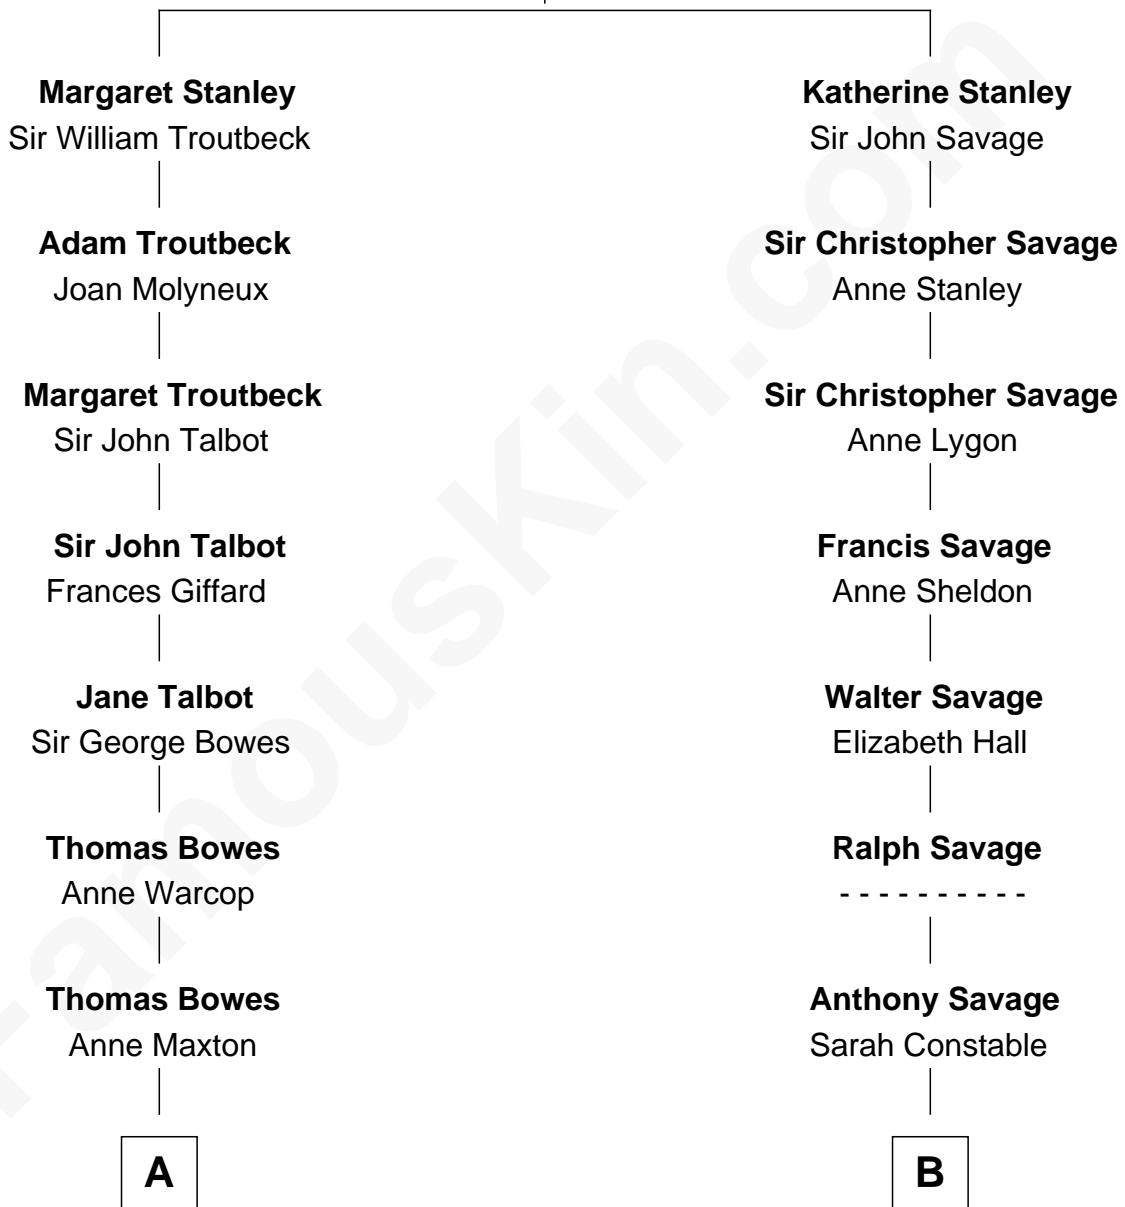 Margaret Stanley
Sir William Troutbeck
Adam Troutbeck
Joan Molyneux
Margaret Troutbeck
Sir John Talbot
Sir John Talbot
Frances Giffard
Jane Talbot
Sir George Bowes
Thomas Bowes
Anne Warcop
Thomas Bowes
Anne Maxton
A
Katherine Stanley
Sir John Savage
Sir Christopher Savage
Anne Stanley
Sir Christopher Savage
Anne Lygon
Francis Savage
Anne Sheldon
Walter Savage
Elizabeth Hall
Ralph Savage
- - - - - - - - - -
Anthony Savage
Sarah Constable
B
FamousKin.com